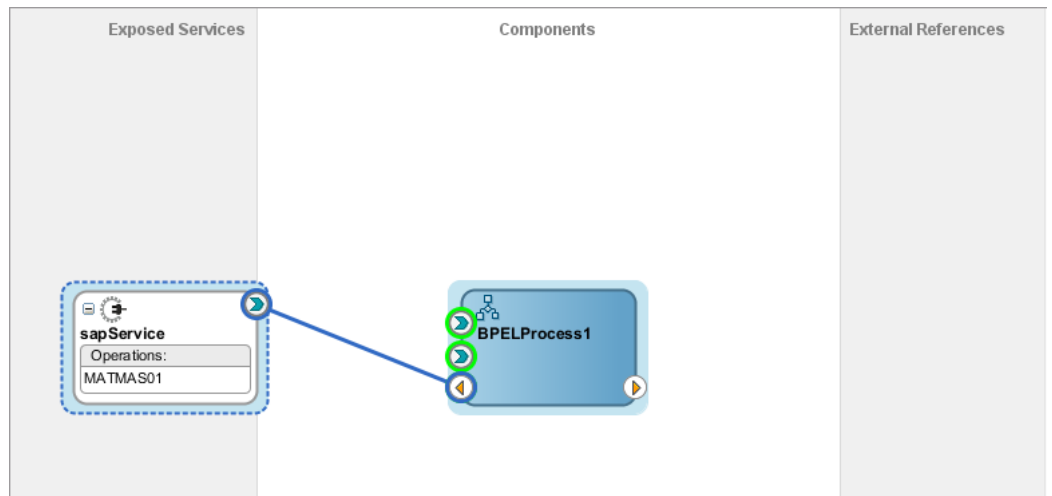 Exposed Services
Components
External References
sapService
Operations:
MATMAS01
BPELProcess1